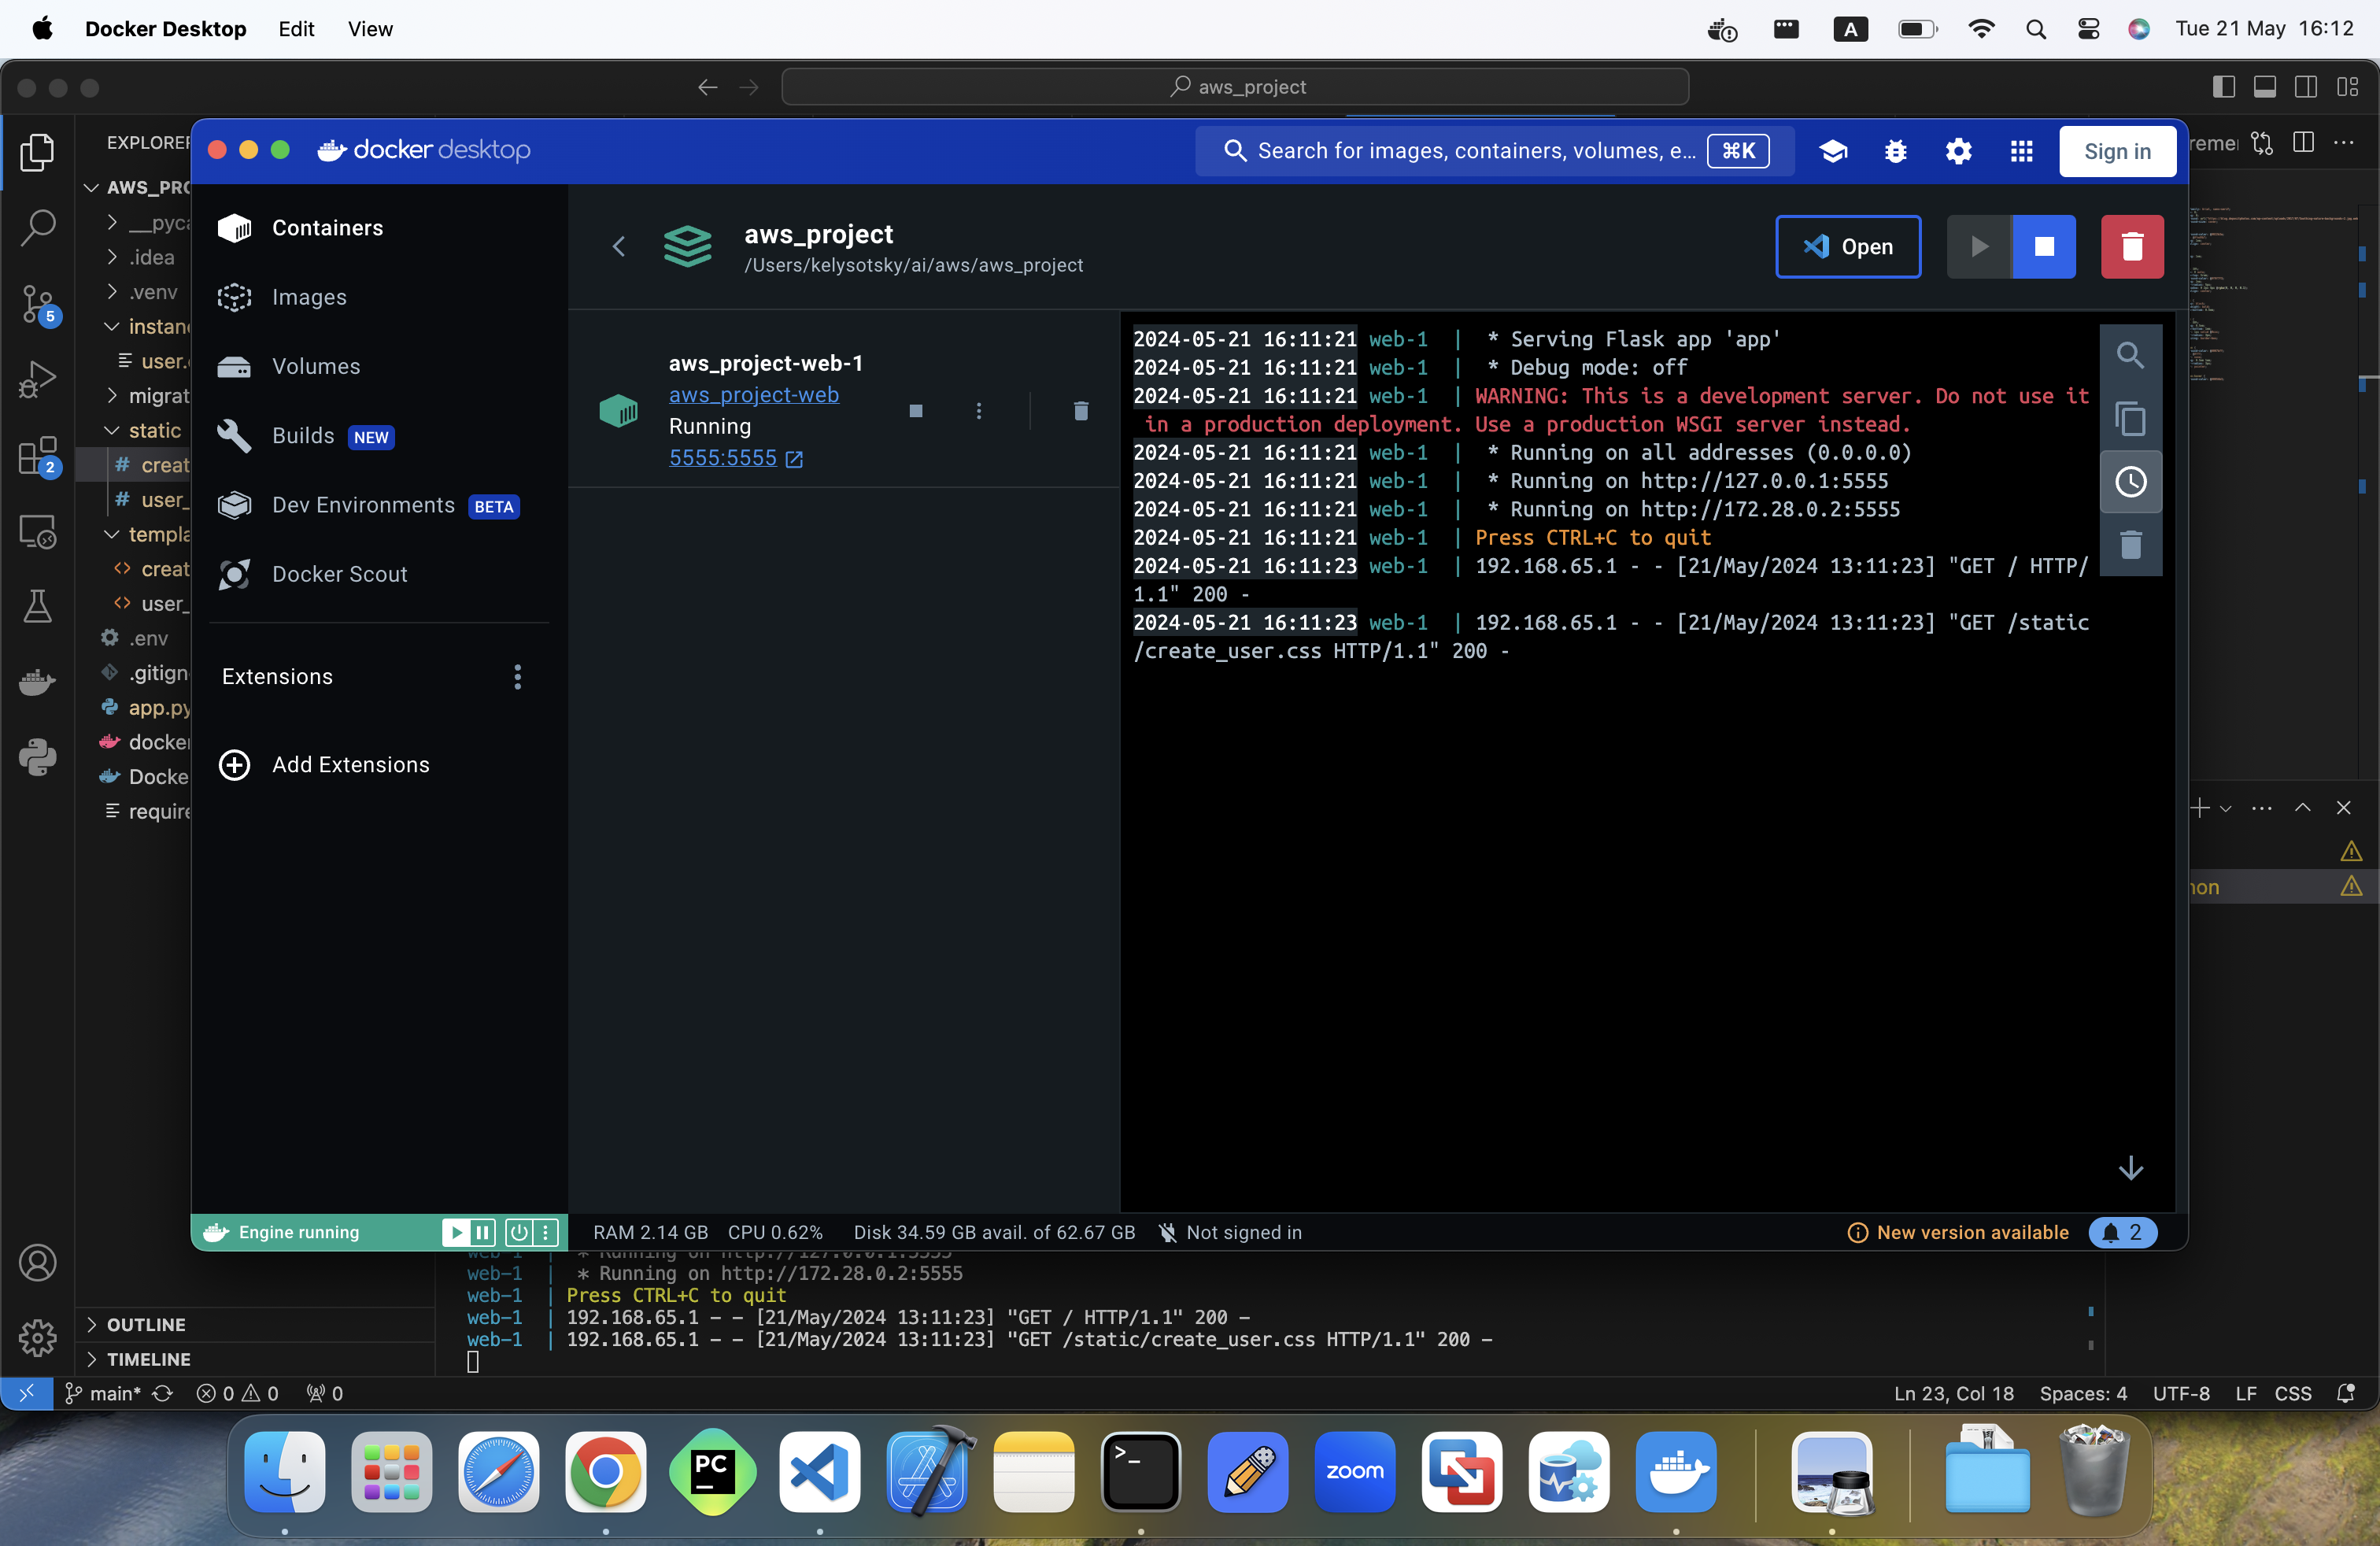 Docker Desktop Edit View
A Tue 21 May 16:12
aws_project
EXPLORER
docker desktop
Search for images, containers, volumes, e... ⌘K
Sign in
AWS_PRO
__pyca
.idea
.venv
instanc
user.
migrat
static
# creat
# user_
templa
<> creat
<> user_
.env
.gitign
app.py
docker
Docke
require
5
2
Containers
Images
Volumes
Builds NEW
Dev Environments BETA
Docker Scout
Extensions
Add Extensions
aws_project
/Users/kelysotsky/ai/aws/aws_project
Open
aws_project-web-1
aws_project-web
Running
5555:5555
2024-05-21 16:11:21 web-1 | * Serving Flask app 'app'
2024-05-21 16:11:21 web-1 | * Debug mode: off
2024-05-21 16:11:21 web-1 | WARNING: This is a development server. Do not use it
in a production deployment. Use a production WSGI server instead.
2024-05-21 16:11:21 web-1 | * Running on all addresses (0.0.0.0)
2024-05-21 16:11:21 web-1 | * Running on http://127.0.0.1:5555
2024-05-21 16:11:21 web-1 | * Running on http://172.28.0.2:5555
2024-05-21 16:11:21 web-1 | Press CTRL+C to quit
2024-05-21 16:11:23 web-1 | 192.168.65.1 - - [21/May/2024 13:11:23] "GET / HTTP/
1.1" 200 -
2024-05-21 16:11:23 web-1 | 192.168.65.1 - - [21/May/2024 13:11:23] "GET /static
/create_user.css HTTP/1.1" 200 -
Engine running
RAM 2.14 GB CPU 0.62% Disk 34.59 GB avail. of 62.67 GB Not signed in
New version available 2
web-1 | * Running on http://127.0.0.1:5555
web-1 | * Running on http://172.28.0.2:5555
web-1 | Press CTRL+C to quit
web-1 | 192.168.65.1 - - [21/May/2024 13:11:23] "GET / HTTP/1.1" 200 -
web-1 | 192.168.65.1 - - [21/May/2024 13:11:23] "GET /static/create_user.css HTTP/1.1" 200 -
OUTLINE
TIMELINE
main* 0 0 0
Ln 23, Col 18 Spaces: 4 UTF-8 LF CSS
PC
zoom